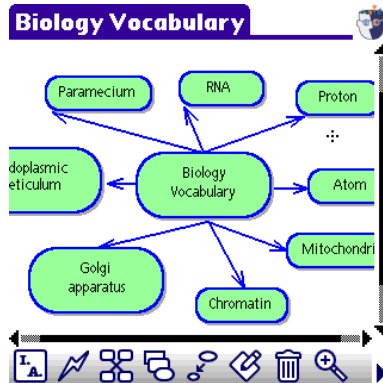 Biology Vocabulary
Paramecium
RNA
Proton
doplasmic
eticulum
Biology
Vocabulary
Atom
Mitochondri
Golgi
apparatus
Chromatin
I.
A.